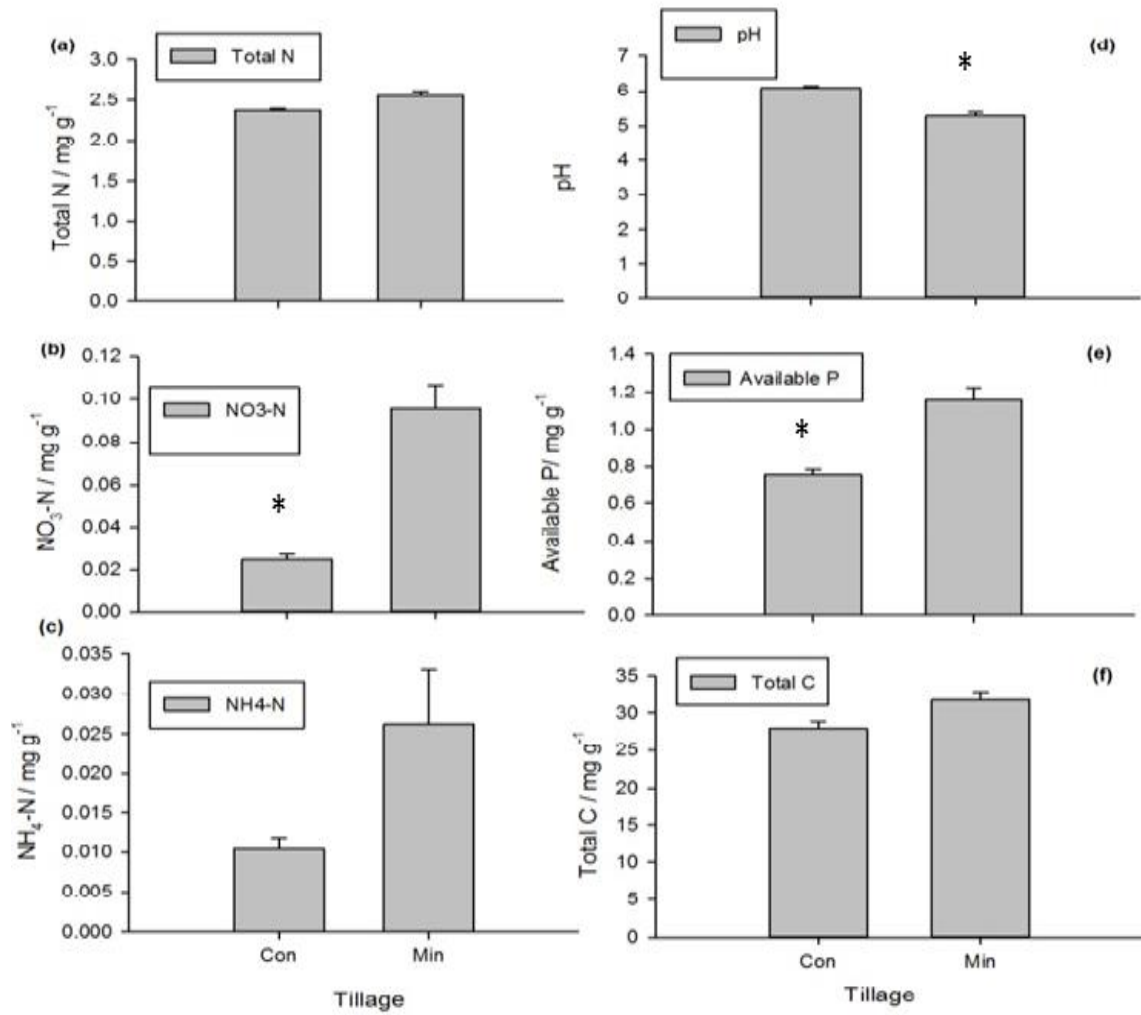 (a)
Total N
3.0
2.5
2.0
1.5
1.0
0.5
0.0
Total N / mg g⁻¹
(d)
pH
7
6
5
4
3
2
1
0
pH
*
(b)
NO3-N
0.12
0.10
0.08
0.06
0.04
0.02
0.00
NO₃-N / mg g⁻¹
*
(e)
Available P
1.4
1.2
1.0
0.8
0.6
0.4
0.2
0.0
Available P/ mg g⁻¹
*
(c)
NH4-N
0.035
0.030
0.025
0.020
0.015
0.010
0.005
0.000
NH₄-N / mg g⁻¹
Con Min
Tillage
(f)
Total C
35
30
25
20
15
10
5
0
Total C / mg g⁻¹
Con Min
Tillage